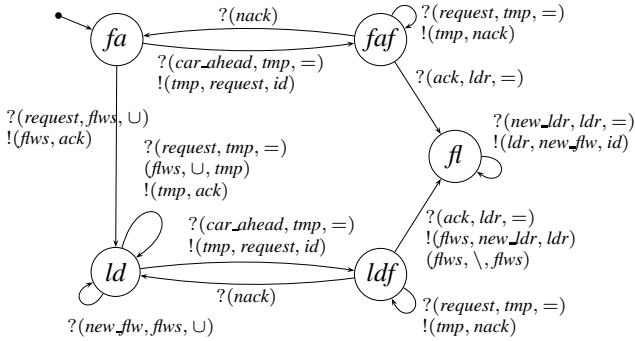 ?(nack)
?(request, tmp, =)
!(tmp, nack)
fa
faf
?(car_ahead, tmp, =)
!(tmp, request, id)
?(ack, ldr, =)
?(request, flws, ∪)
!(flws, ack)
?(new_ldr, ldr, =)
!(ldr, new_flw, id)
?(request, tmp, =)
(flws, ∪, tmp)
!(tmp, ack)
fl
?(car_ahead, tmp, =)
!(tmp, request, id)
?(ack, ldr, =)
!(flws, new_ldr, ldr)
(flws, \, flws)
ld
ldf
?(nack)
?(request, tmp, =)
!(tmp, nack)
?(new_flw, flws, ∪)